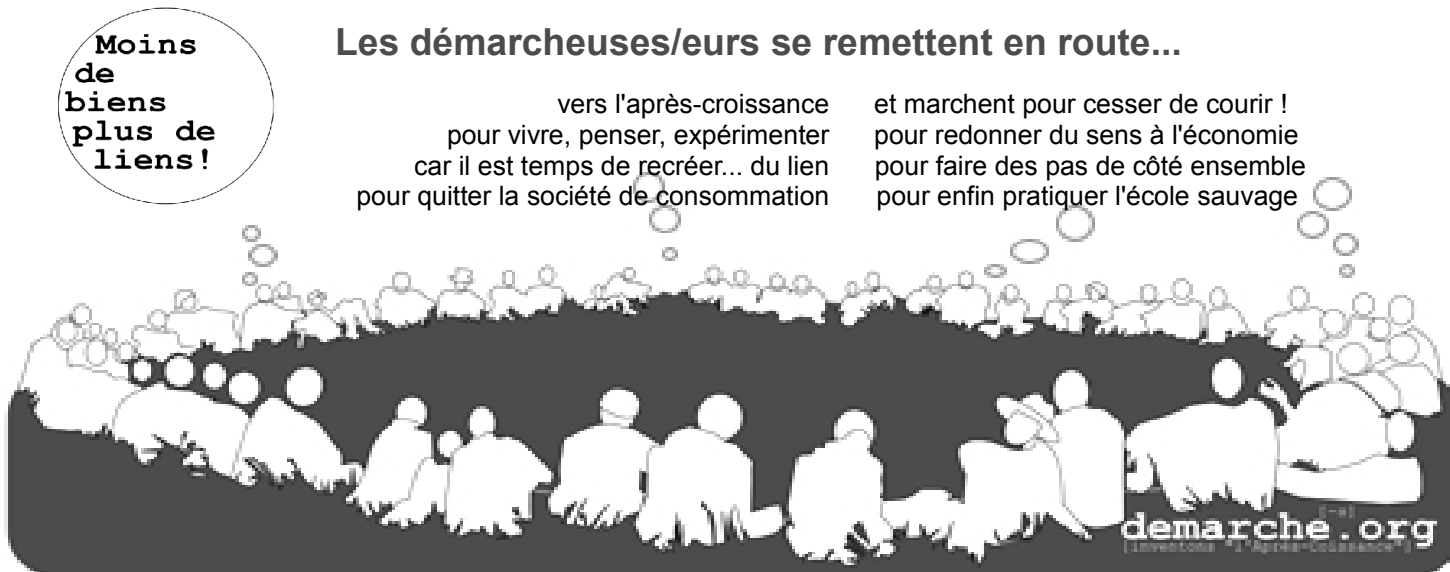 Moins
de
biens
plus de
liens!
Les démarcheuses/eurs se remettent en route...
vers l'après-croissance
pour vivre, penser, expérimenter
car il est temps de recréer... du lien
pour quitter la société de consommation
et marchent pour cesser de courir !
pour redonner du sens à l'économie
pour faire des pas de côté ensemble
pour enfin pratiquer l'école sauvage
demarche.org
[inventons "l'Après-Croissance"]